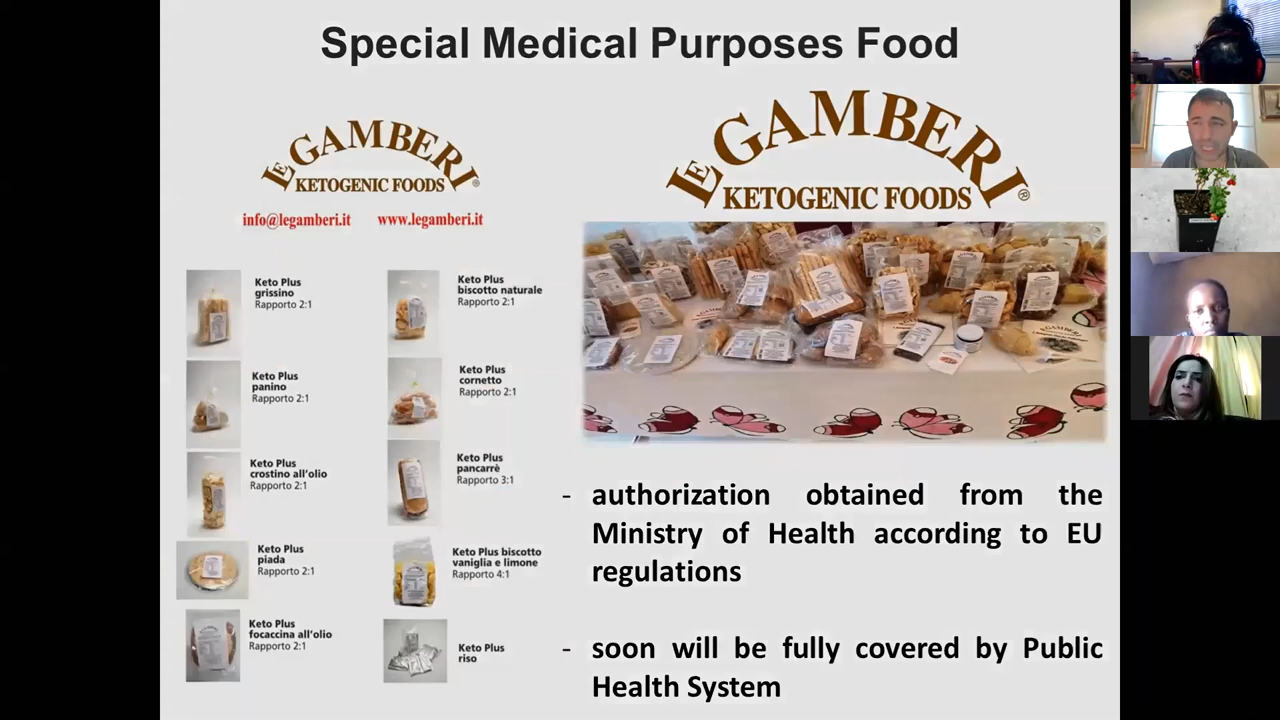 Special Medical Purposes Food
LE GAMBERI
KETOGENIC FOODS
info@legamberi.it www.legamberi.it
Keto Plus
grissino
Rapporto 2:1
Keto Plus
biscotto naturale
Rapporto 2:1
Keto Plus
panino
Rapporto 2:1
Keto Plus
cornetto
Rapporto 2:1
Keto Plus
crostino all'olio
Rapporto 2:1
Keto Plus
pancarrè
Rapporto 3:1
Keto Plus
piada
Rapporto 2:1
Keto Plus biscotto
vaniglia e limone
Rapporto 4:1
Keto Plus
focaccina all'olio
Rapporto 2:1
Keto Plus
riso
LE GAMBERI®
KETOGENIC FOODS
- authorization obtained from the
Ministry of Health according to EU
regulations
- soon will be fully covered by Public
Health System